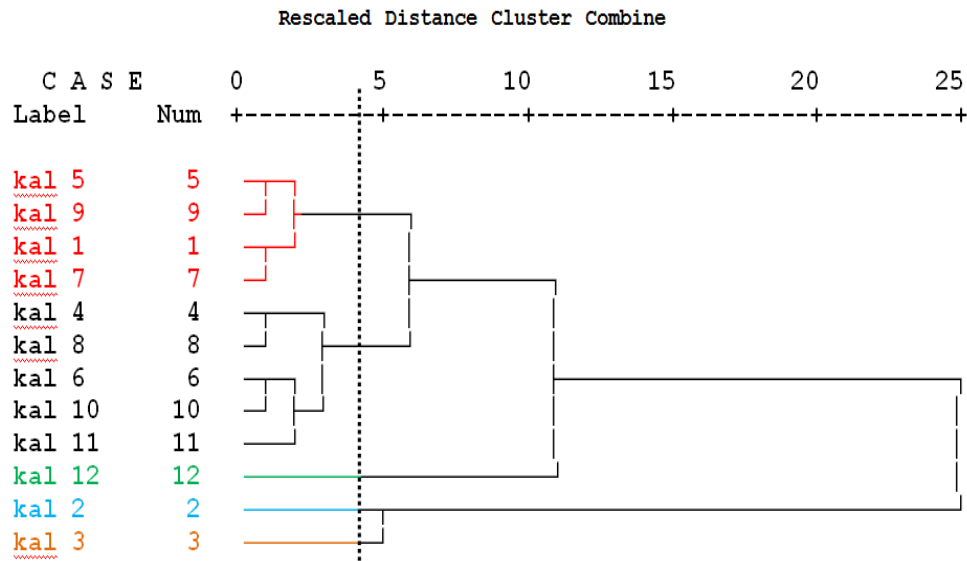 Rescaled Distance Cluster Combine
C A S E 0 5 10 15 20 25
Label Num +---------+---------+---------+---------+---------+
kal 5 5
kal 9 9
kal 1 1
kal 7 7
kal 4 4
kal 8 8
kal 6 6
kal 10 10
kal 11 11
kal 12 12
kal 2 2
kal 3 3